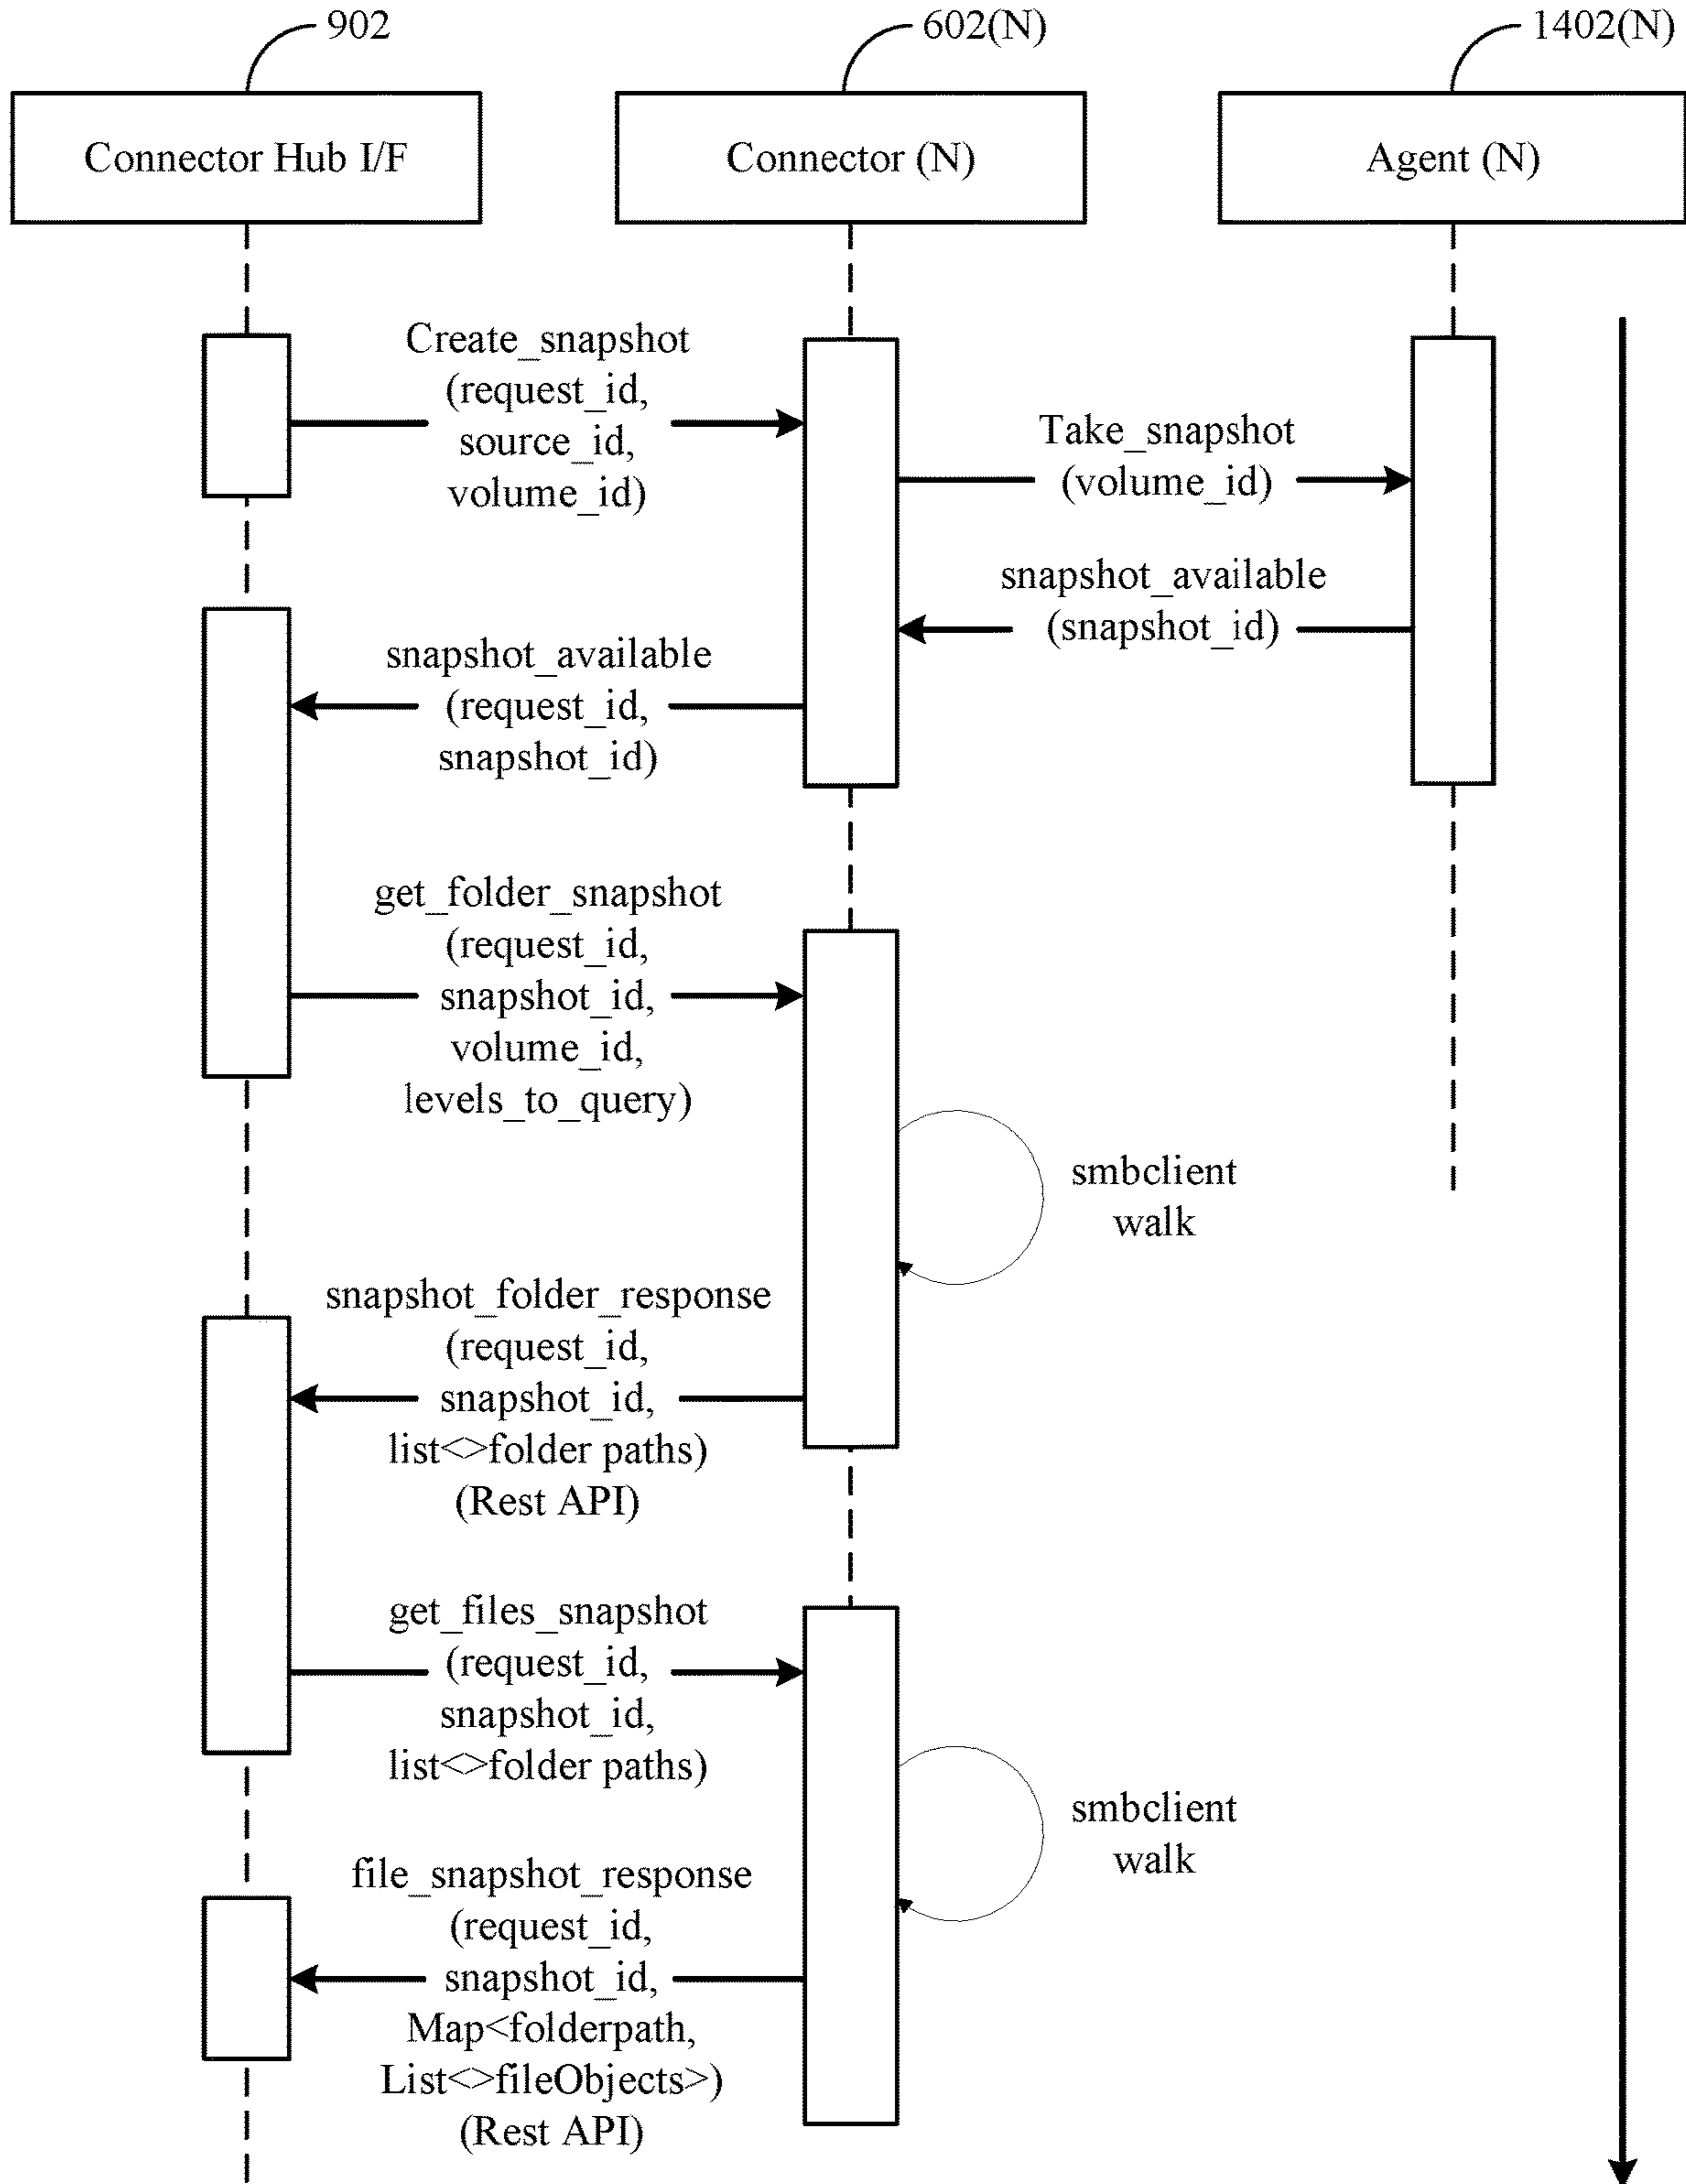 902
602(N)
1402(N)
Connector Hub I/F
Connector (N)
Agent (N)
Create_snapshot
(request_id,
source_id,
volume_id)
Take_snapshot
(volume_id)
snapshot_available
(snapshot_id)
snapshot_available
(request_id,
snapshot_id)
get_folder_snapshot
(request_id,
snapshot_id,
volume_id,
levels_to_query)
smbclient
walk
snapshot_folder_response
(request_id,
snapshot_id,
list<>folder paths)
(Rest API)
get_files_snapshot
(request_id,
snapshot_id,
list<>folder paths)
smbclient
walk
file_snapshot_response
(request_id,
snapshot_id,
Map<folderpath,
List<>fileObjects>)
(Rest API)